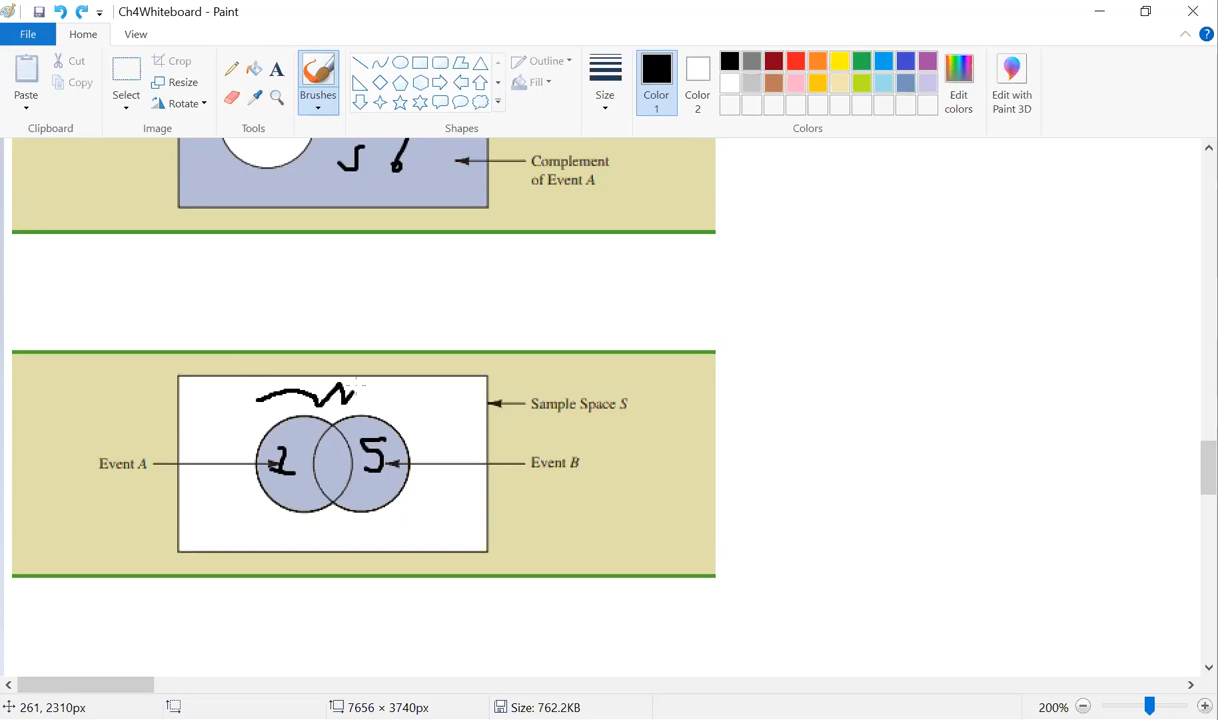 Ch4Whiteboard - Paint
File Home View
Paste
Cut
Copy
Clipboard
Select
Crop
Resize
Rotate
Image
A
Tools
Brushes
Shapes
Outline
Fill
Size
Color 1
Color 2
Edit colors
Edit with Paint 3D
Colors
?
5
Complement
of Event A
Sample Space S
Event A
2 5
Event B
261, 2310px
7656 × 3740px
Size: 762.2KB
200%